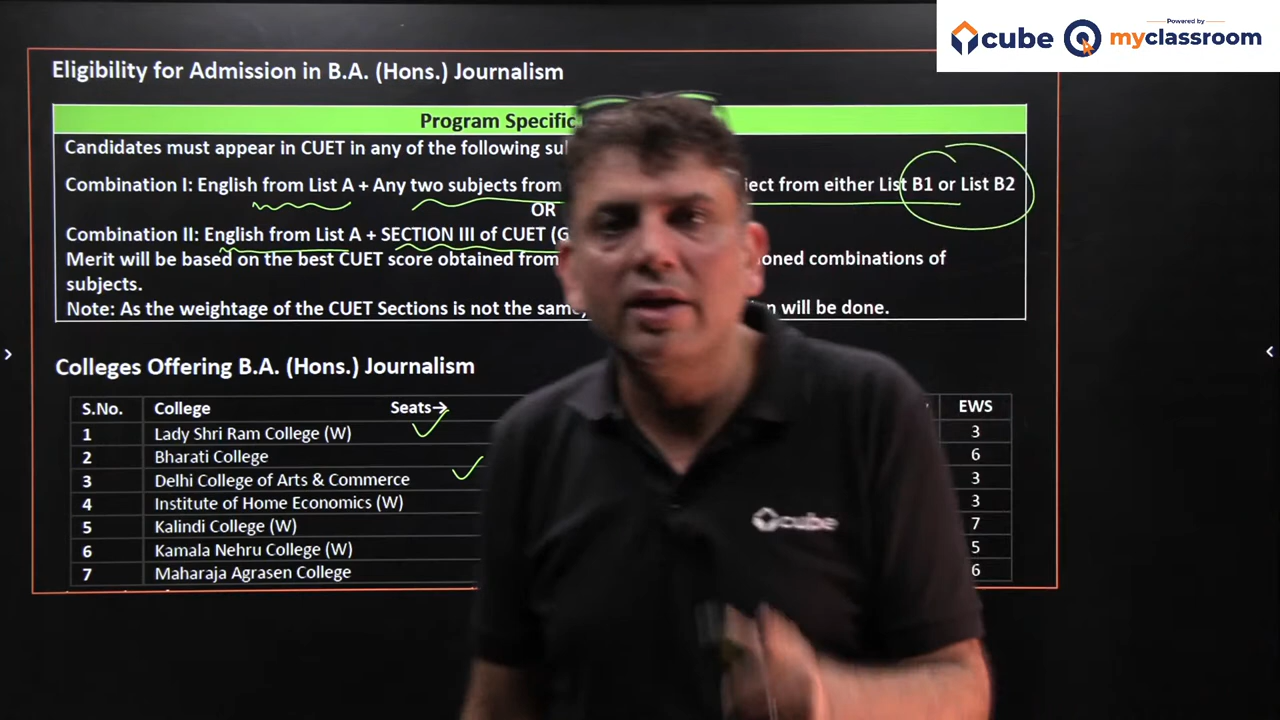 Powered by
cube myclassroom
Eligibility for Admission in B.A. (Hons.) Journalism
Program Specific
Candidates must appear in CUET in any of the following
Combination I: English from List A + Any two subjects from either List B1 or List B2
OR
Combination II: English from List A + SECTION III of CUET
Merit will be based on the best CUET score obtained from combinations of
subjects.
Note: As the weightage of the CUET Sections is not the same, will be done.
Colleges Offering B.A. (Hons.) Journalism
S.No. College Seats→ EWS
1 Lady Shri Ram College (W) 3
2 Bharati College 6
3 Delhi College of Arts & Commerce 3
4 Institute of Home Economics (W) 3
5 Kalindi College (W) 7
6 Kamala Nehru College (W) 5
7 Maharaja Agrasen College 6
cube